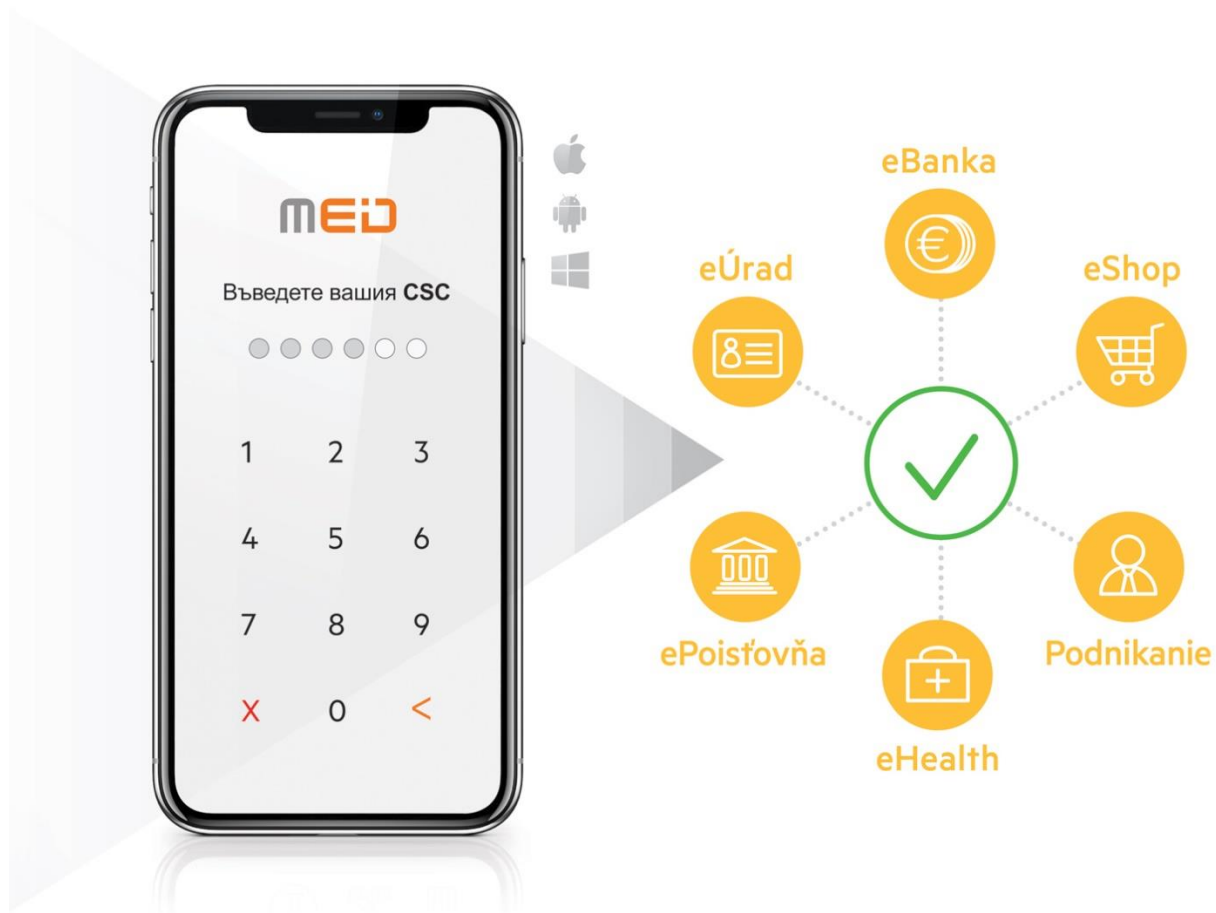 mEID
Въведете вашия CSC
1 2 3
4 5 6
7 8 9
X 0 <
eBanka
eÚrad
eShop
ePoisťovňa
Podnikanie
eHealth